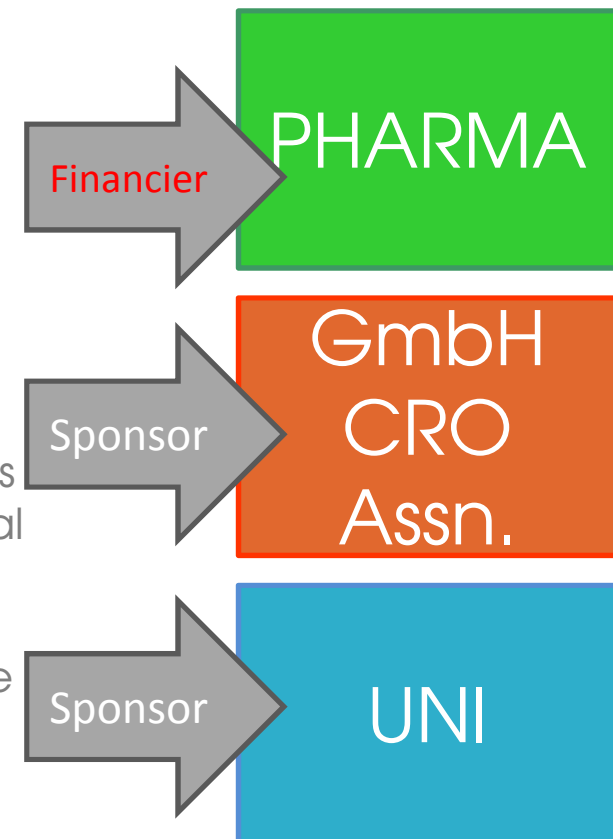 Financier
PHARMA
GmbH
CRO
Assn.
Sponsor
Sponsor
UNI